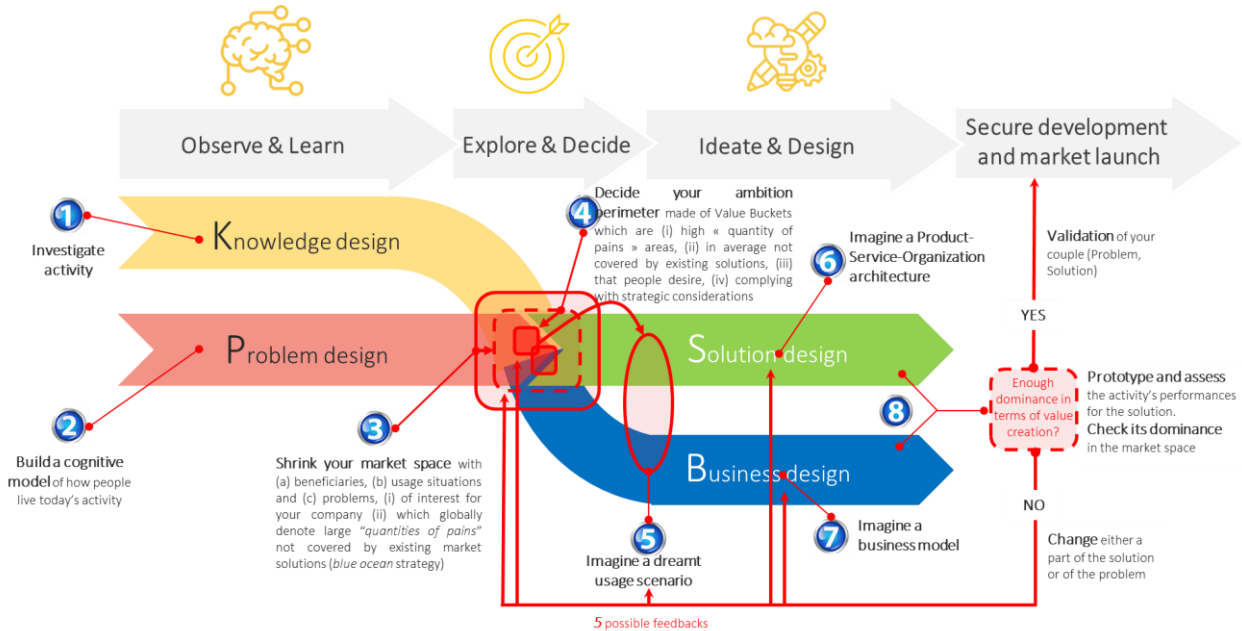 Observe & Learn
Explore & Decide
Ideate & Design
Secure development
and market launch
1
Investigate
activity
Knowledge design
4
Decide your ambition
perimeter made of Value Buckets
which are (i) high « quantity of
pains » areas, (ii) in average not
covered by existing solutions, (iii)
that people desire, (iv) complying
with strategic considerations
6
Imagine a Product-
Service-Organization
architecture
Validation of your
couple (Problem,
Solution)
YES
Problem design
Solution design
2
Build a cognitive
model of how people
live today's activity
3
Shrink your market space with
(a) beneficiaries, (b) usage situations
and (c) problems, (i) of interest for
your company (ii) which globally
denote large "quantities of pains"
not covered by existing market
solutions (blue ocean strategy)
8
Enough
dominance in
terms of value
creation?
Prototype and assess
the activity's performances
for the solution.
Check its dominance
in the market space
Business design
5
Imagine a dreamt
usage scenario
7
Imagine a
business model
NO
Change either a
part of the solution
or of the problem
5 possible feedbacks